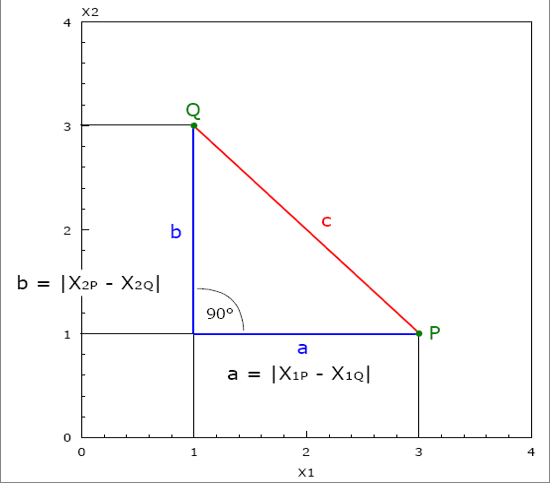 X2
4
Q
3
b
c
2
b = |X2P - X2Q|
90°
1
P
a
a = |X1P - X1Q|
0
0 1 2 3 4
X1